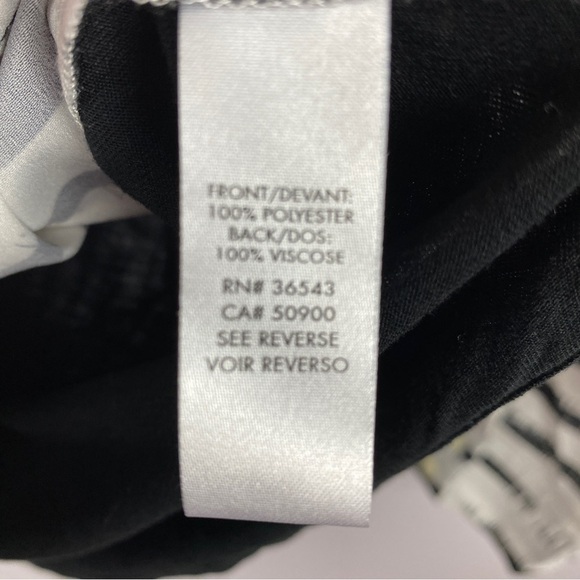 FRONT/DEVANT:
100% POLYESTER
BACK/DOS:
100% VISCOSE
RN# 36543
CA# 50900
SEE REVERSE
VOIR REVERSO